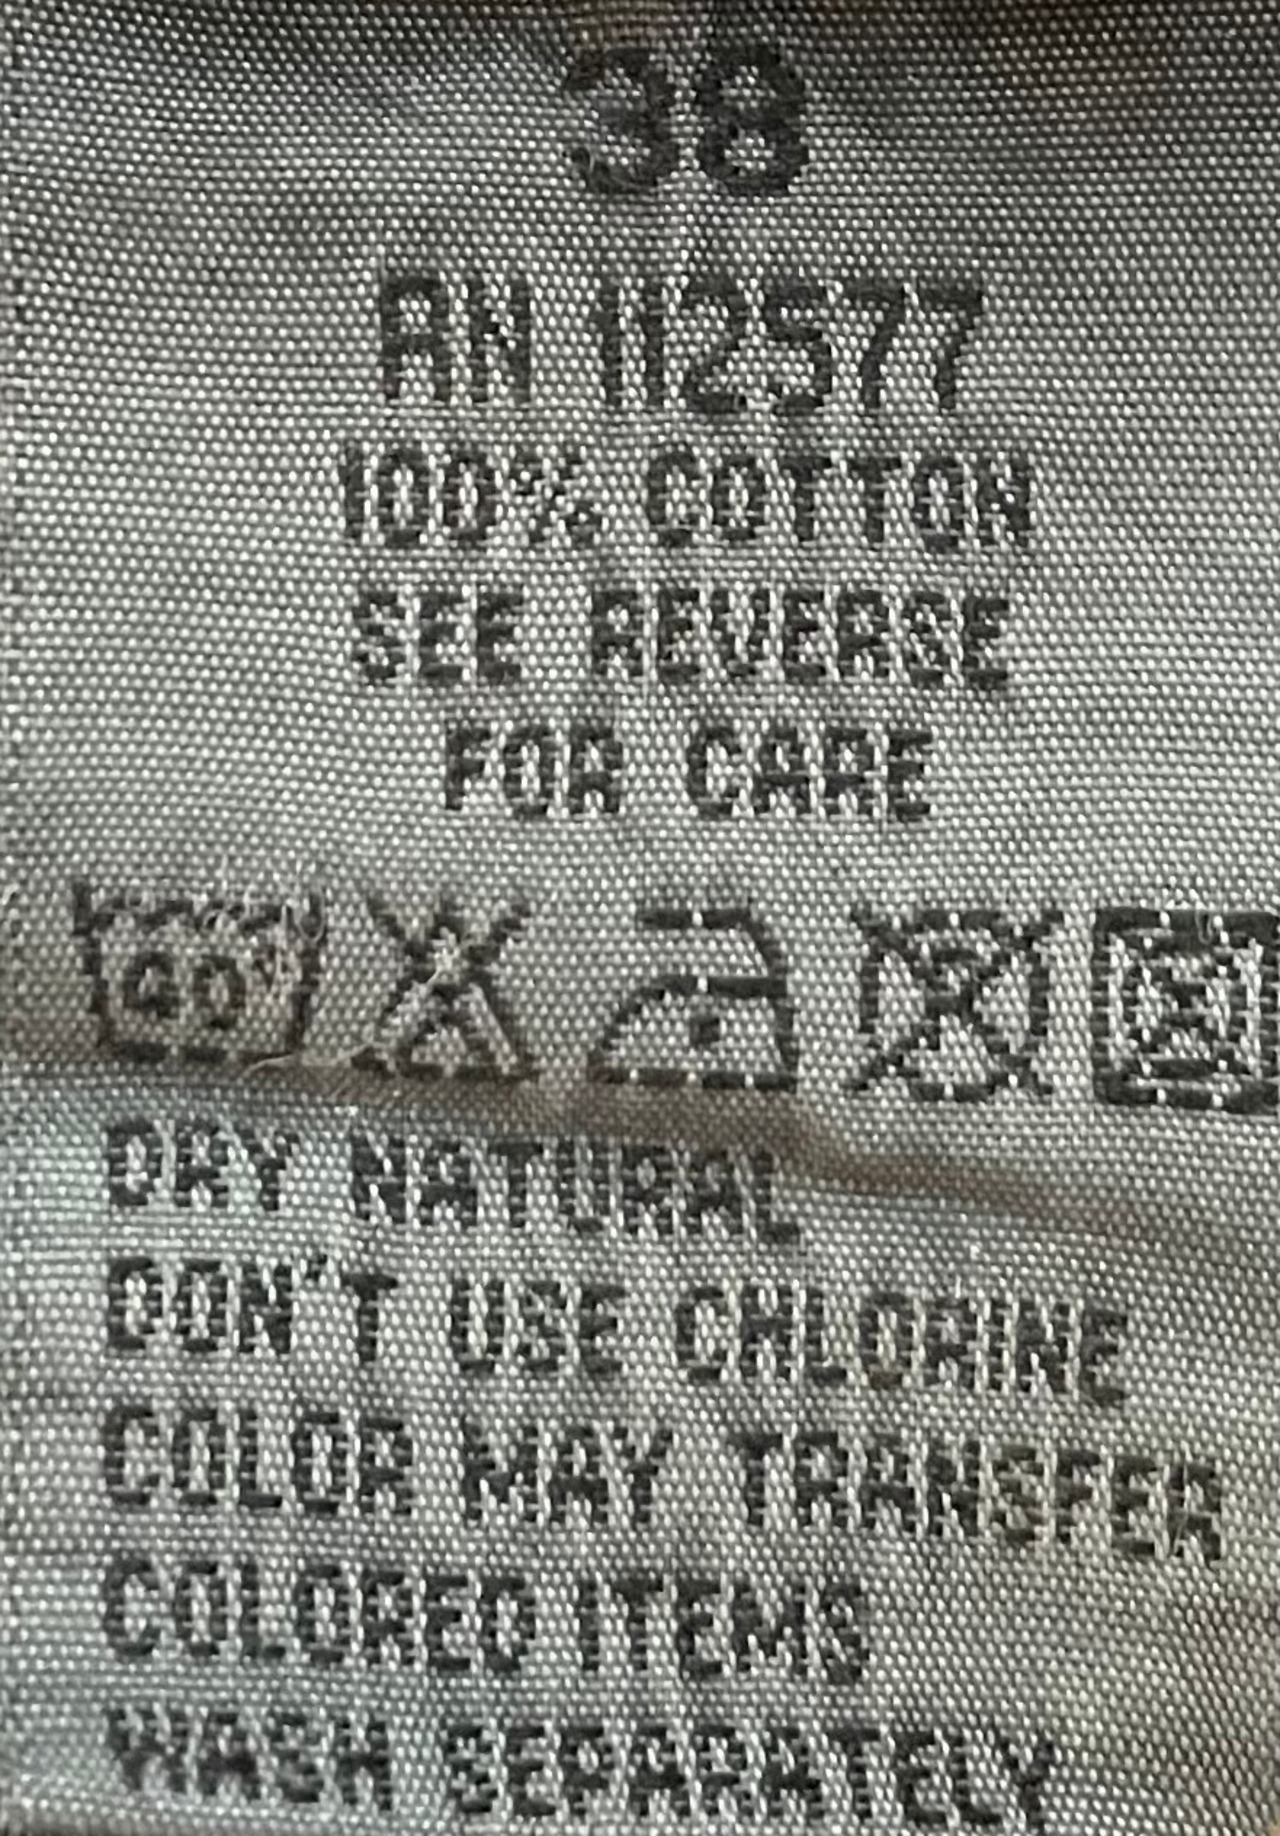 38
AN 112577
100% COTTON
SEE REVERSE
FOR CARE
40°
DRY NATURAL
DON'T USE CHLORINE
COLOR MAY TRANSFER
COLORED ITEMS
WASH SEPARATELY